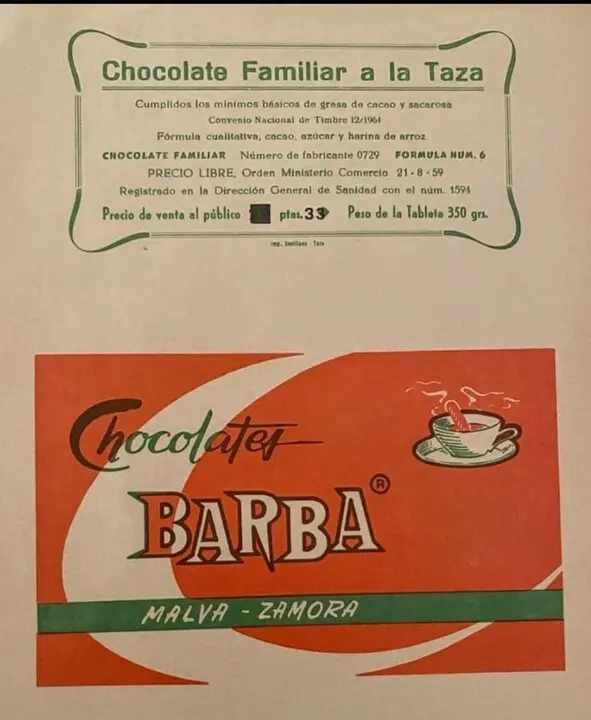 Chocolate Familiar a la Taza
Cumplidos los mínimos básicos de grasa de cacao y sacarosa
Convenio Nacional de Timbre 12/1964
Fórmula cualitativa, cacao, azúcar y harina de arroz
CHOCOLATE FAMILIAR Número de fabricante 0729 FORMULA NUM. 6
PRECIO LIBRE, Orden Ministerio Comercio 21-8-59
Registrado en la Dirección General de Sanidad con el núm. 1594
Precio de venta al público ptas. 33 Peso de la Tableta 350 grs.
Imp. Sevillano - Toro
Chocolates
BARBA ®
MALVA - ZAMORA